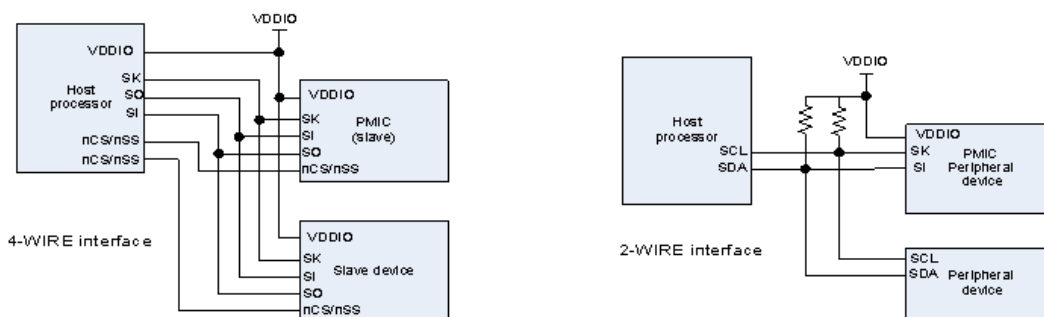 VDDIO
VDDIO
Host
processor
SK
SO
SI
nCS/nSS
nCS/nSS
VDDIO
SK
SI
SO
nCS/nSS
PMIC
(slave)
VDDIO
SK
SI
SO
nCS/nSS
Slave device
4-WIRE interface
VDDIO
Host
processor
SCL
SDA
VDDIO
SK
SI
PMIC
Peripheral
device
SCL
SDA
Peripheral
device
2-WIRE interface